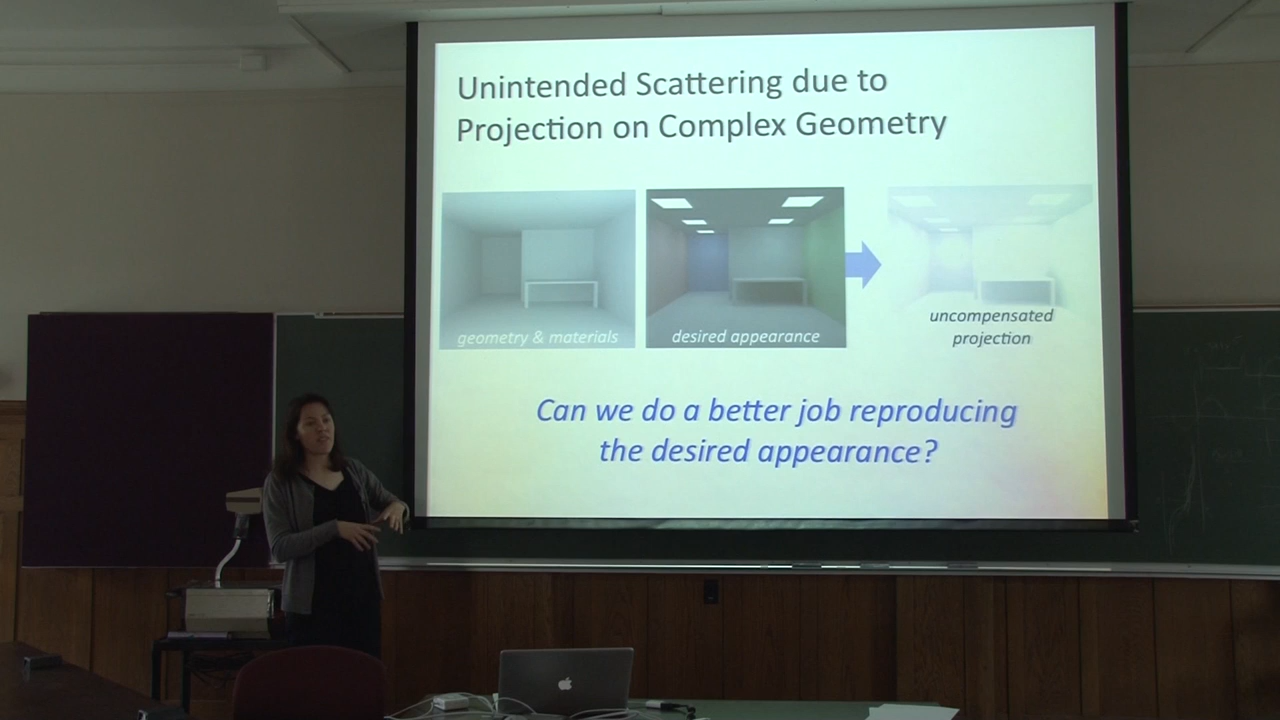 Unintended Scattering due to
Projection on Complex Geometry
geometry & materials
desired appearance
uncompensated
projection
Can we do a better job reproducing
the desired appearance?